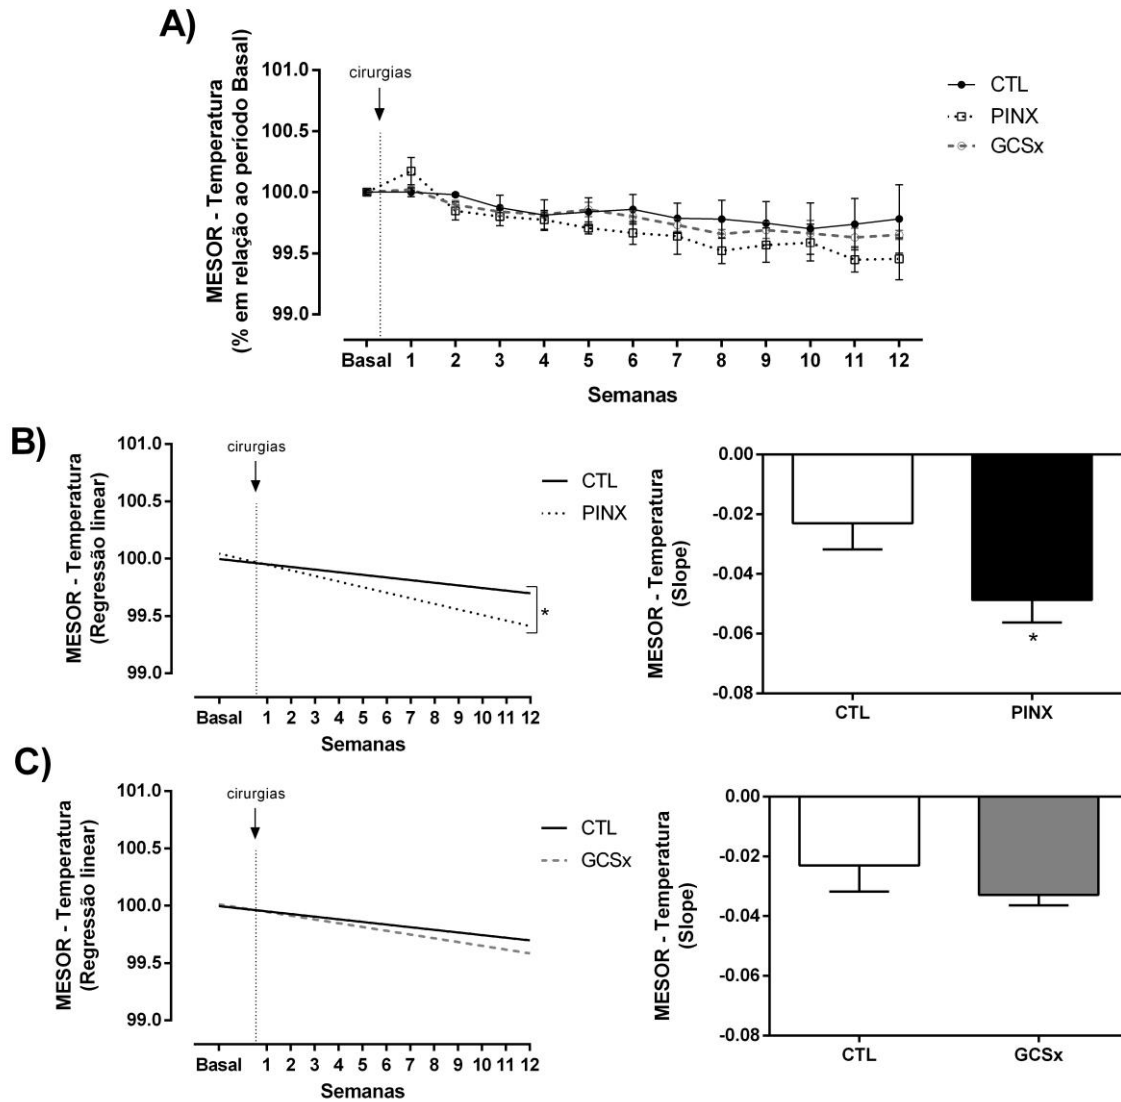 A)
MESOR - Temperatura
(% em relação ao período Basal)
101.0
100.5
100.0
99.5
99.0
cirurgias
CTL
PINX
GCSx
Basal 1 2 3 4 5 6 7 8 9 10 11 12
Semanas
B)
MESOR - Temperatura
(Regressão linear)
101.0
100.5
100.0
99.5
99.0
cirurgias
CTL
PINX
*
Basal 1 2 3 4 5 6 7 8 9 10 11 12
Semanas
MESOR - Temperatura
(Slope)
0.00
-0.02
-0.04
-0.06
-0.08
*
CTL PINX
C)
MESOR - Temperatura
(Regressão linear)
101.0
100.5
100.0
99.5
99.0
cirurgias
CTL
GCSx
Basal 1 2 3 4 5 6 7 8 9 10 11 12
Semanas
MESOR - Temperatura
(Slope)
0.00
-0.02
-0.04
-0.06
-0.08
CTL GCSx